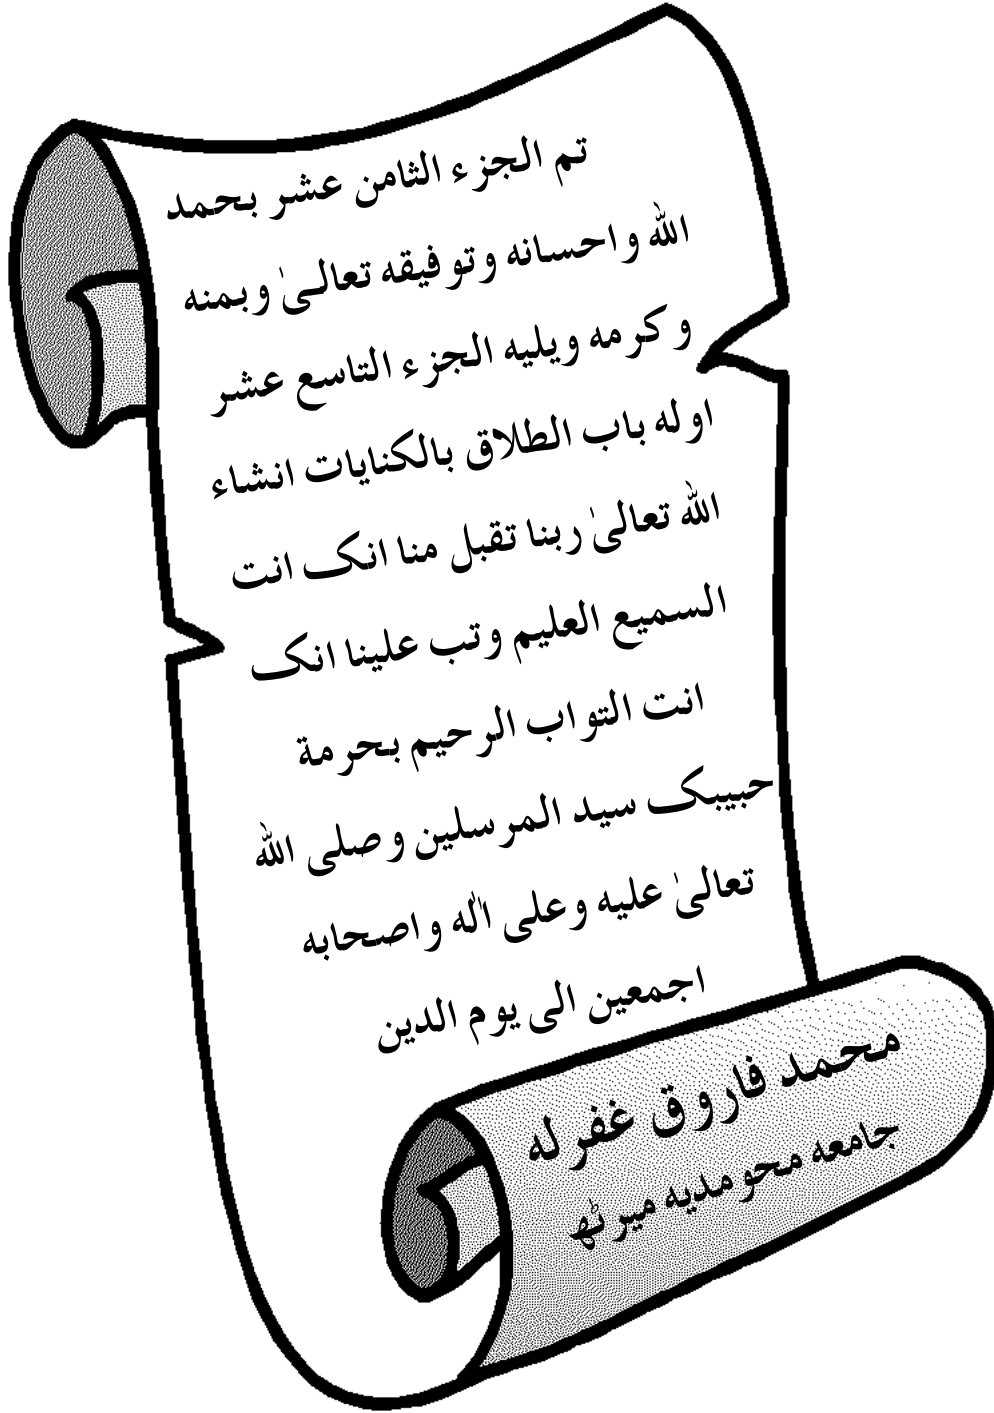 تم الجزء الثامن عشر بحمد
الله واحسانه وتوفیقه تعالیٰ وبمنه
وکرمه ویلیه الجزء التاسع عشر
اوله باب الطلاق بالکنایات انشاء
الله تعالیٰ ربنا تقبل منا انک انت
السمیع العلیم وتب علینا انک
انت التواب الرحیم بحرمة
حبیبک سید المرسلین وصلی الله
تعالیٰ علیه وعلی اٰله واصحابه
اجمعین الی یوم الدین
محمد فاروق غفرله
جامعه محومدیه میرٹھ